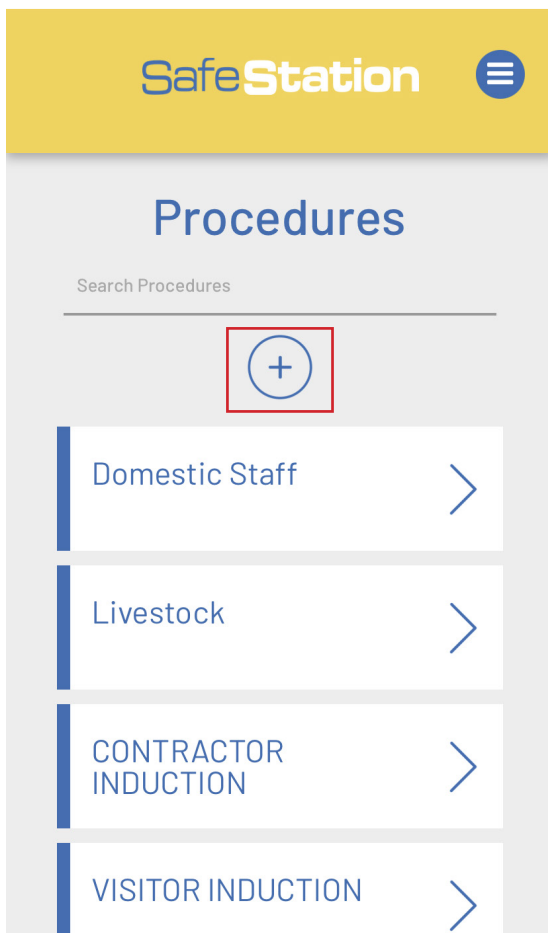 SafeStation
Procedures
Search Procedures
+
Domestic Staff
Livestock
CONTRACTOR
INDUCTION
VISITOR INDUCTION